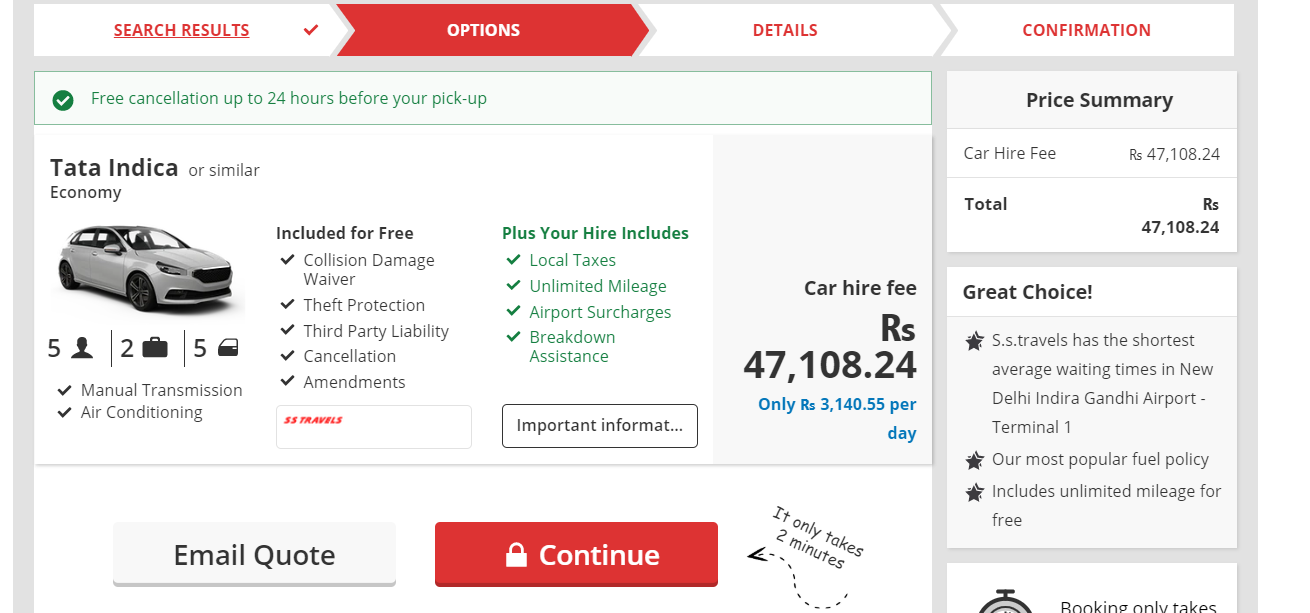 SEARCH RESULTS
OPTIONS
DETAILS
CONFIRMATION
Free cancellation up to 24 hours before your pick-up
Tata Indica or similar
Economy
5
2
5
Manual Transmission
Air Conditioning
Included for Free
Collision Damage
Waiver
Theft Protection
Third Party Liability
Cancellation
Amendments
SS TRAVELS
Plus Your Hire Includes
Local Taxes
Unlimited Mileage
Airport Surcharges
Breakdown
Assistance
Important informat...
Car hire fee
₨
47,108.24
Only ₨ 3,140.55 per
day
Email Quote
Continue
It only takes
2 minutes
Price Summary
Car Hire Fee ₨ 47,108.24
Total ₨
47,108.24
Great Choice!
S.s.travels has the shortest
average waiting times in New
Delhi Indira Gandhi Airport -
Terminal 1
Our most popular fuel policy
Includes unlimited mileage for
free
Booking only takes